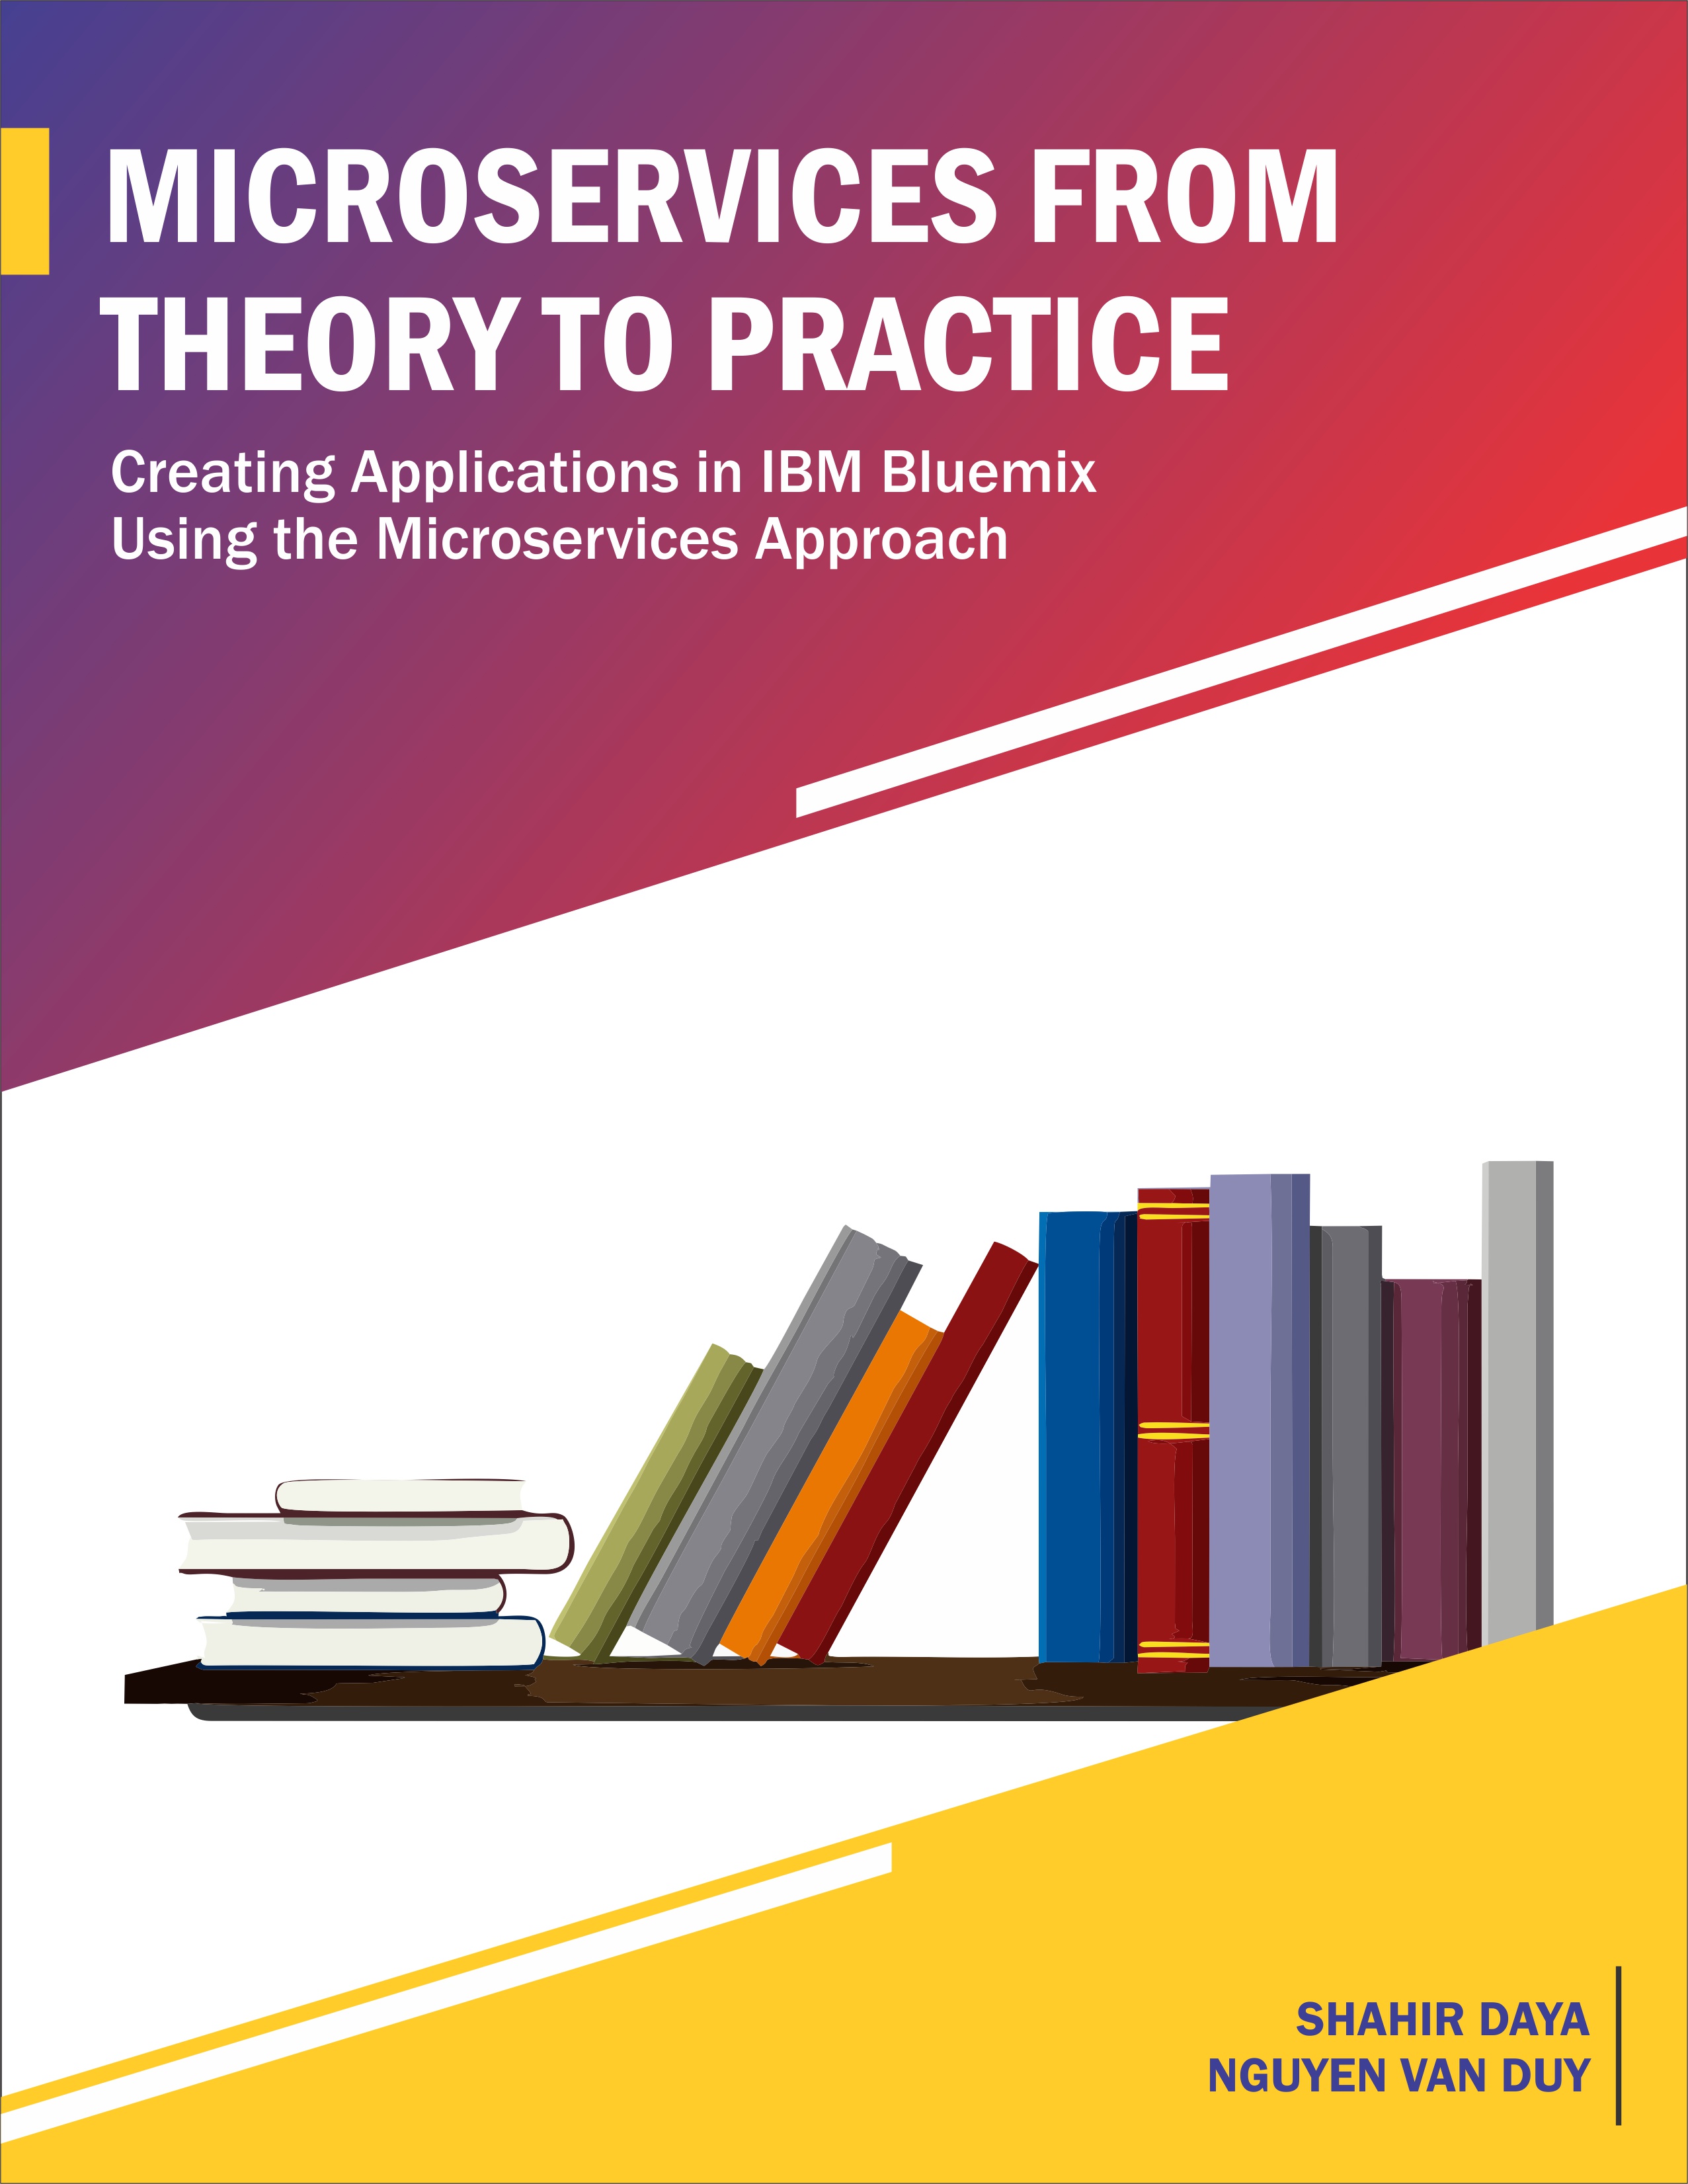 MICROSERVICES FROM
THEORY TO PRACTICE
Creating Applications in IBM Bluemix
Using the Microservices Approach
SHAHIR DAYA
NGUYEN VAN DUY